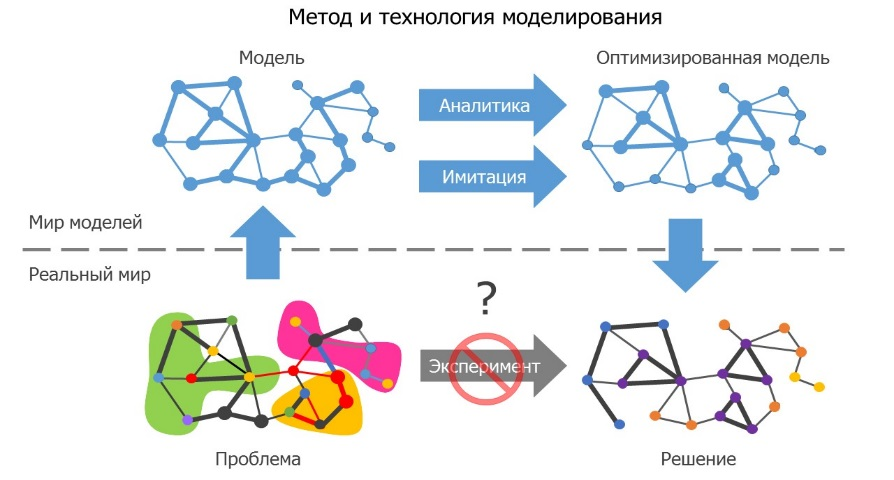 Метод и технология моделирования
Модель
Оптимизированная модель
Аналитика
Имитация
Мир моделей
Реальный мир
?
Эксперимент
Проблема
Решение